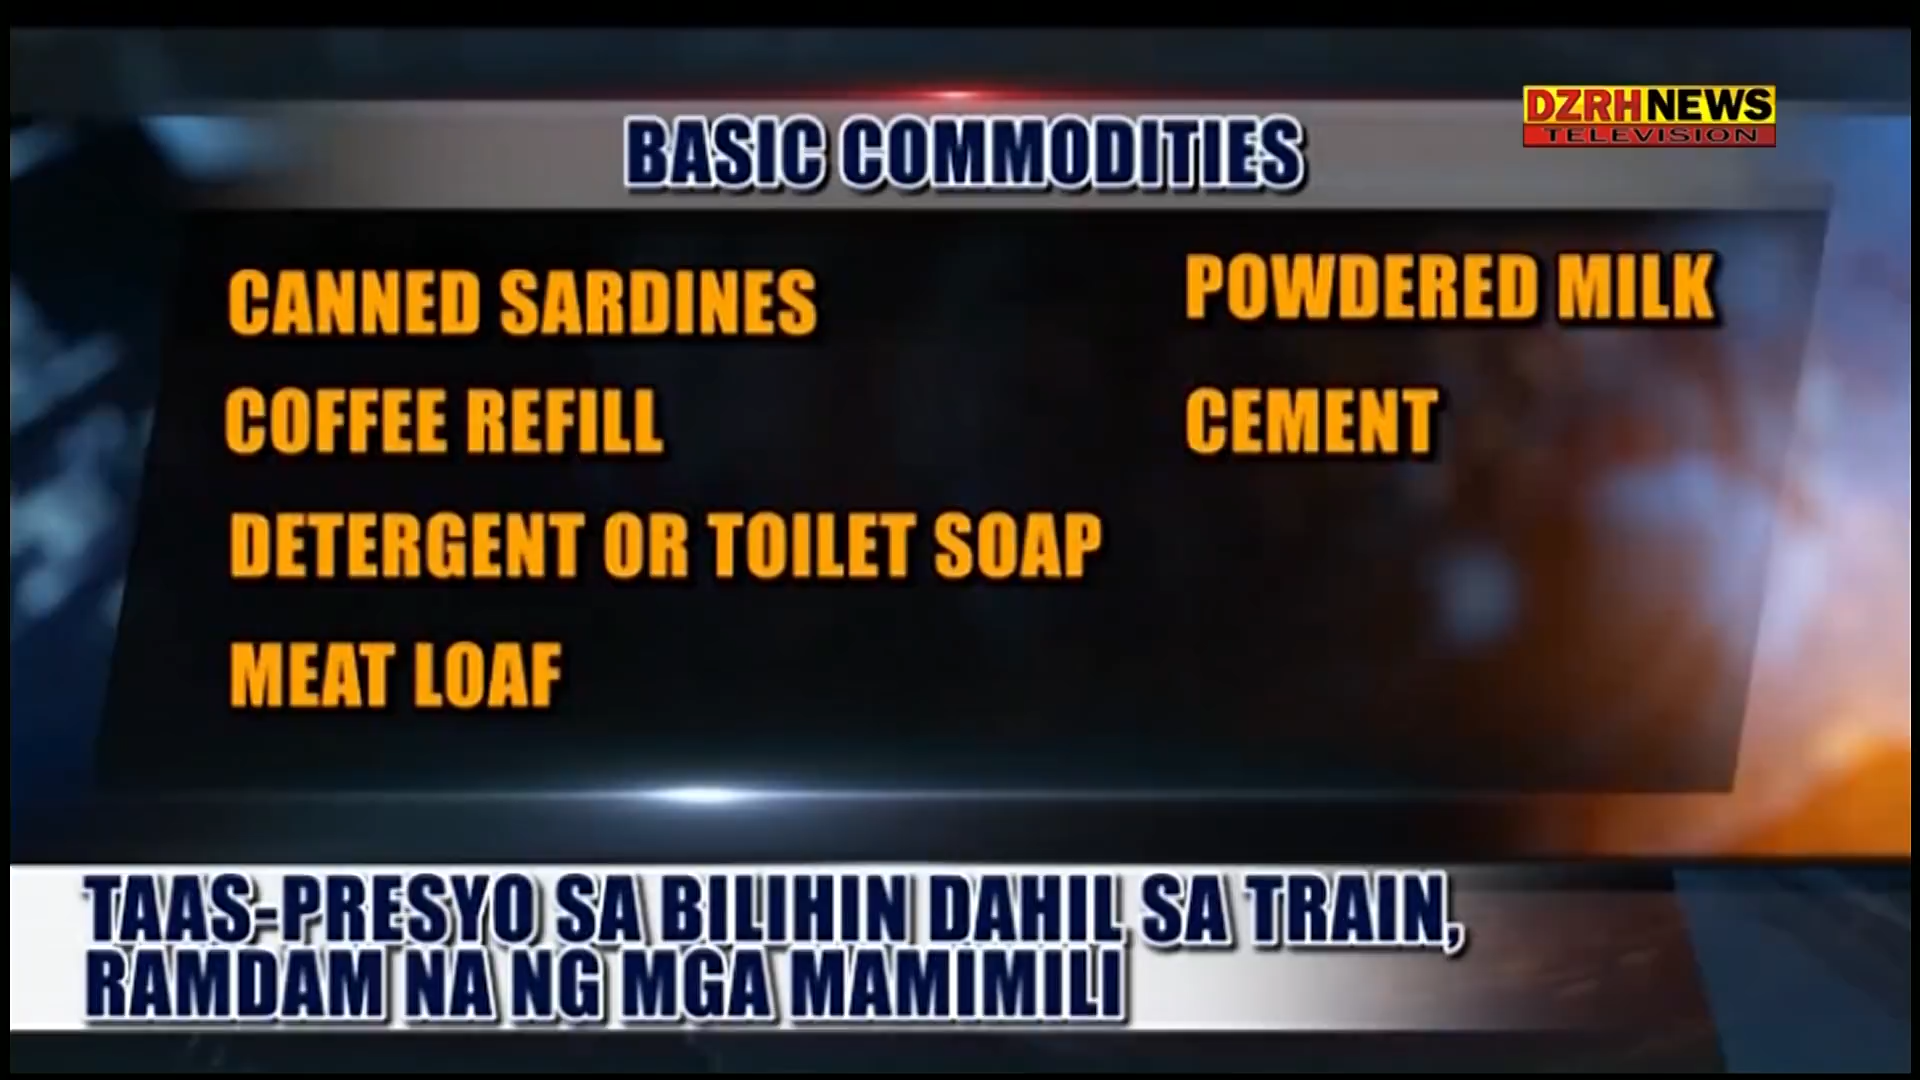 DZRH NEWS
TELEVISION
BASIC COMMODITIES
CANNED SARDINES
COFFEE REFILL
DETERGENT OR TOILET SOAP
MEAT LOAF
POWDERED MILK
CEMENT
TAAS-PRESYO SA BILIHIN DAHIL SA TRAIN,
RAMDAM NA NG MGA MAMIMILI